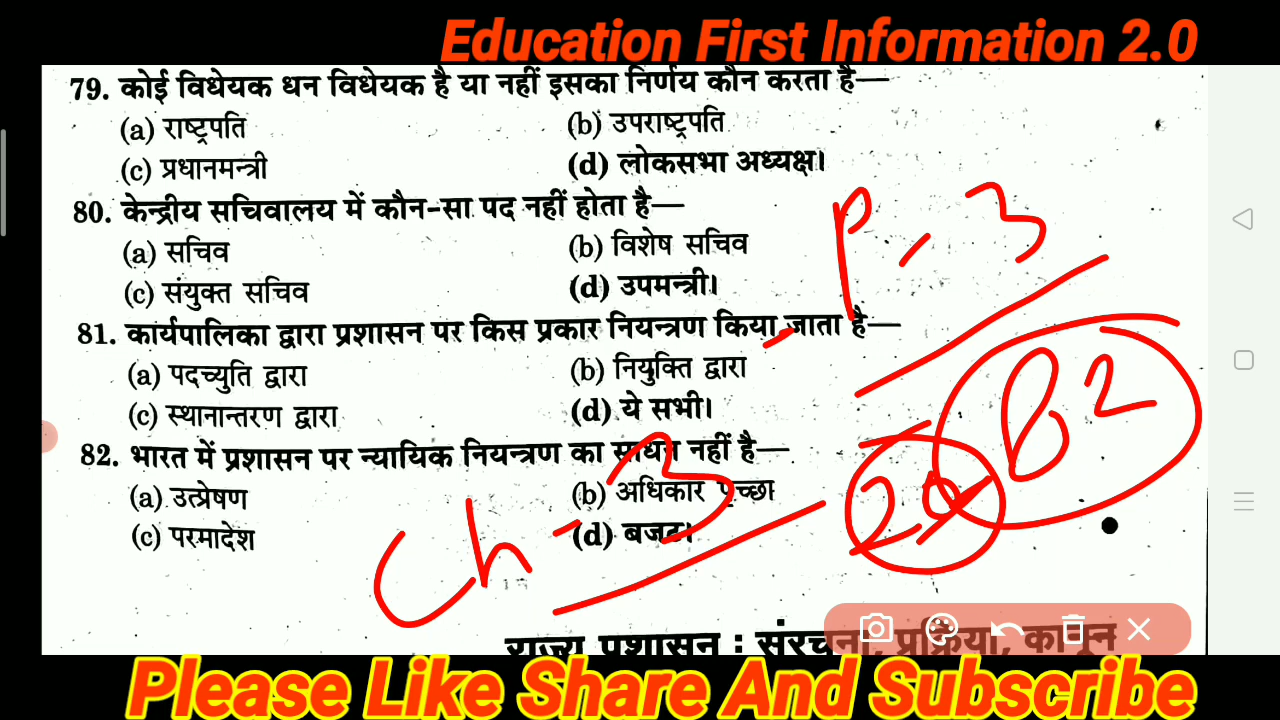 Education First Information 2.0
79. कोई विधेयक धन विधेयक है या नहीं इसका निर्णय कौन करता है—
(a) राष्ट्रपति (b) उपराष्ट्रपति
(c) प्रधानमन्त्री (d) लोकसभा अध्यक्ष।
80. केन्द्रीय सचिवालय में कौन-सा पद नहीं होता है—
(a) सचिव (b) विशेष सचिव
(c) संयुक्त सचिव (d) उपमन्त्री।
P - 3
81. कार्यपालिका द्वारा प्रशासन पर किस प्रकार नियन्त्रण किया जाता है—
(a) पदच्युति द्वारा (b) नियुक्ति द्वारा
(c) स्थानान्तरण द्वारा (d) ये सभी।
B2
82. भारत में प्रशासन पर न्यायिक नियन्त्रण का साधन नहीं है—
(a) उत्प्रेषण (b) अधिकार पृच्छा
(c) परमादेश (d) बजट।
Ch - 3
राज्य प्रशासन : संरचना, प्रक्रिया, कानून
Please Like Share And Subscribe